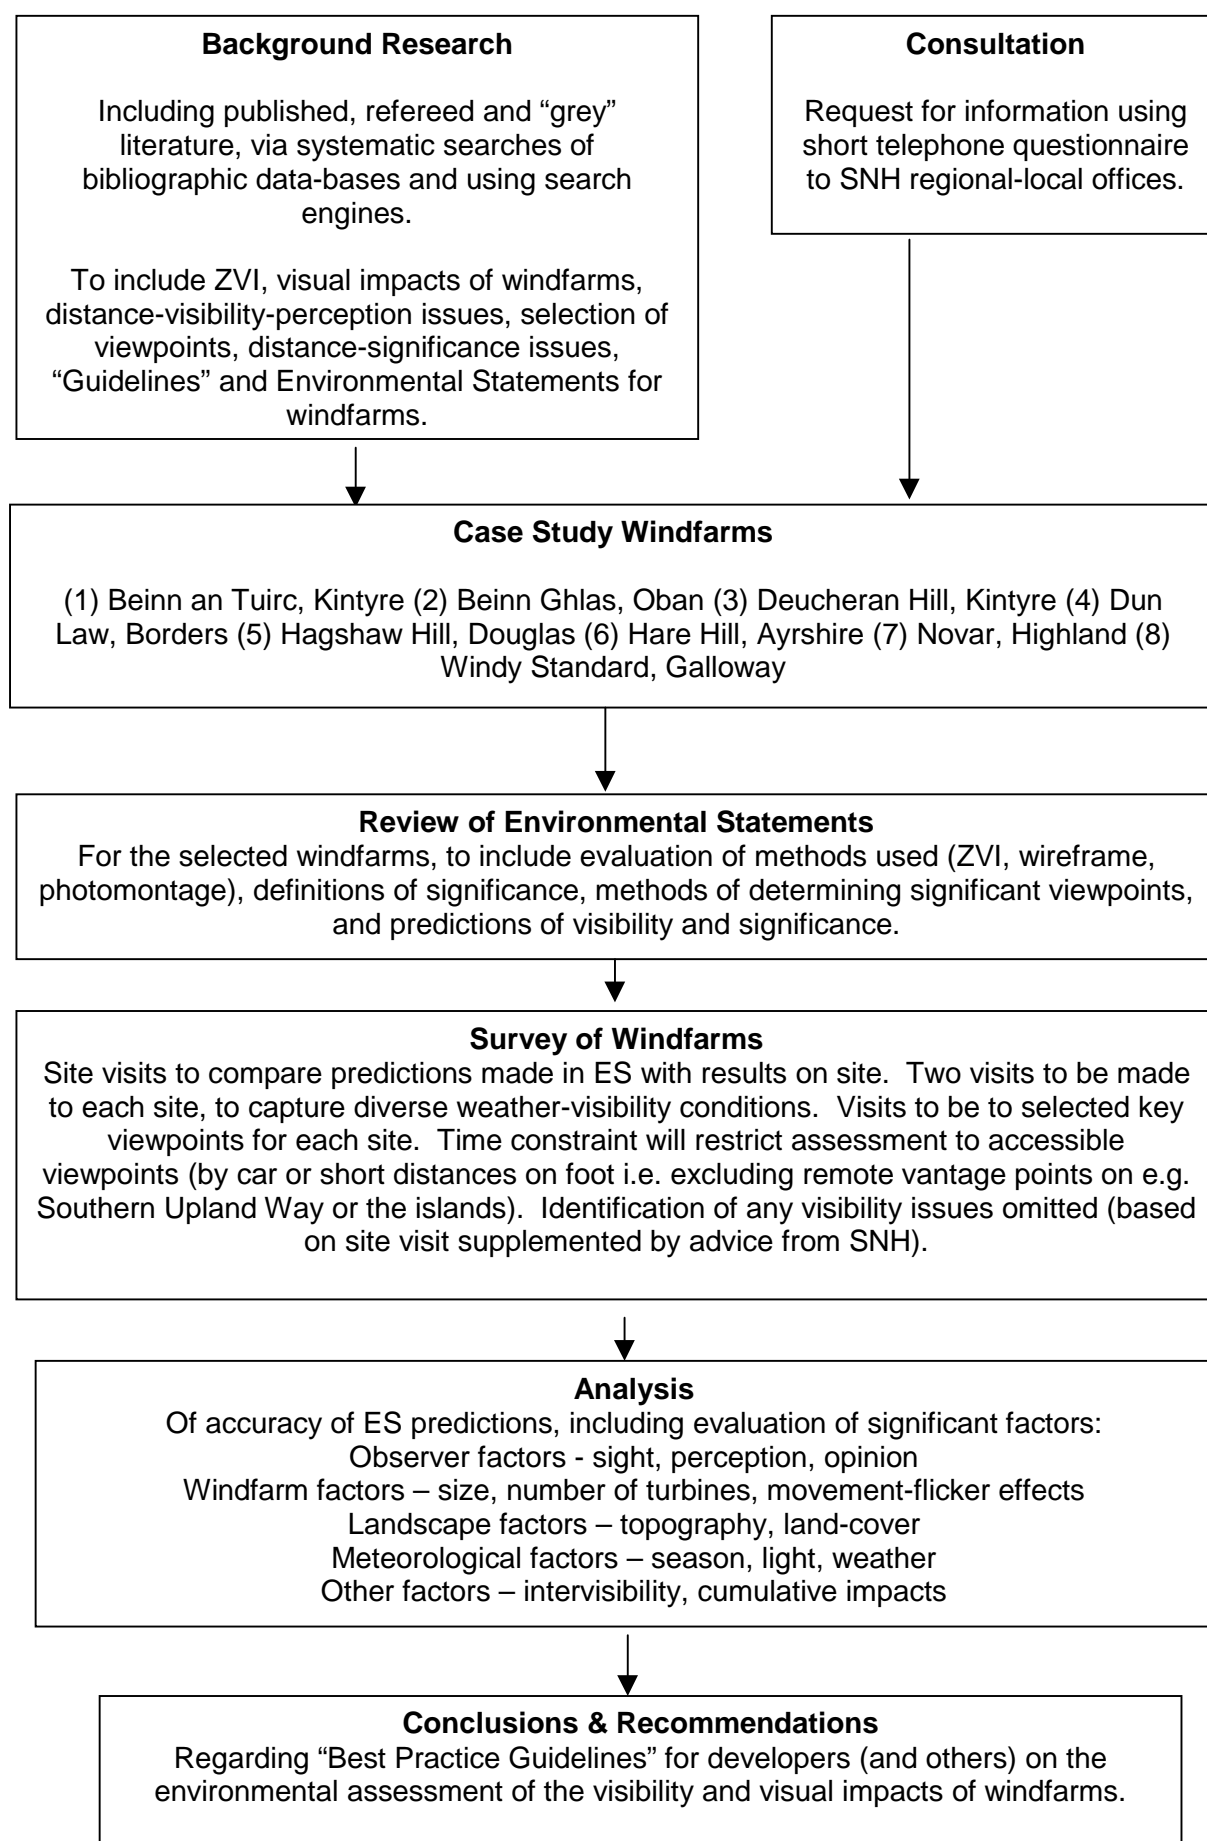 Background Research
Including published, refereed and “grey”
literature, via systematic searches of
bibliographic data-bases and using search
engines.
To include ZVI, visual impacts of windfarms,
distance-visibility-perception issues, selection of
viewpoints, distance-significance issues,
“Guidelines” and Environmental Statements for
windfarms.
Consultation
Request for information using
short telephone questionnaire
to SNH regional-local offices.
Case Study Windfarms
(1) Beinn an Tuirc, Kintyre (2) Beinn Ghlas, Oban (3) Deucheran Hill, Kintyre (4) Dun
Law, Borders (5) Hagshaw Hill, Douglas (6) Hare Hill, Ayrshire (7) Novar, Highland (8)
Windy Standard, Galloway
Review of Environmental Statements
For the selected windfarms, to include evaluation of methods used (ZVI, wireframe,
photomontage), definitions of significance, methods of determining significant viewpoints,
and predictions of visibility and significance.
Survey of Windfarms
Site visits to compare predictions made in ES with results on site. Two visits to be made
to each site, to capture diverse weather-visibility conditions. Visits to be to selected key
viewpoints for each site. Time constraint will restrict assessment to accessible
viewpoints (by car or short distances on foot i.e. excluding remote vantage points on e.g.
Southern Upland Way or the islands). Identification of any visibility issues omitted (based
on site visit supplemented by advice from SNH).
Analysis
Of accuracy of ES predictions, including evaluation of significant factors:
Observer factors - sight, perception, opinion
Windfarm factors – size, number of turbines, movement-flicker effects
Landscape factors – topography, land-cover
Meteorological factors – season, light, weather
Other factors – intervisibility, cumulative impacts
Conclusions & Recommendations
Regarding “Best Practice Guidelines” for developers (and others) on the
environmental assessment of the visibility and visual impacts of windfarms.